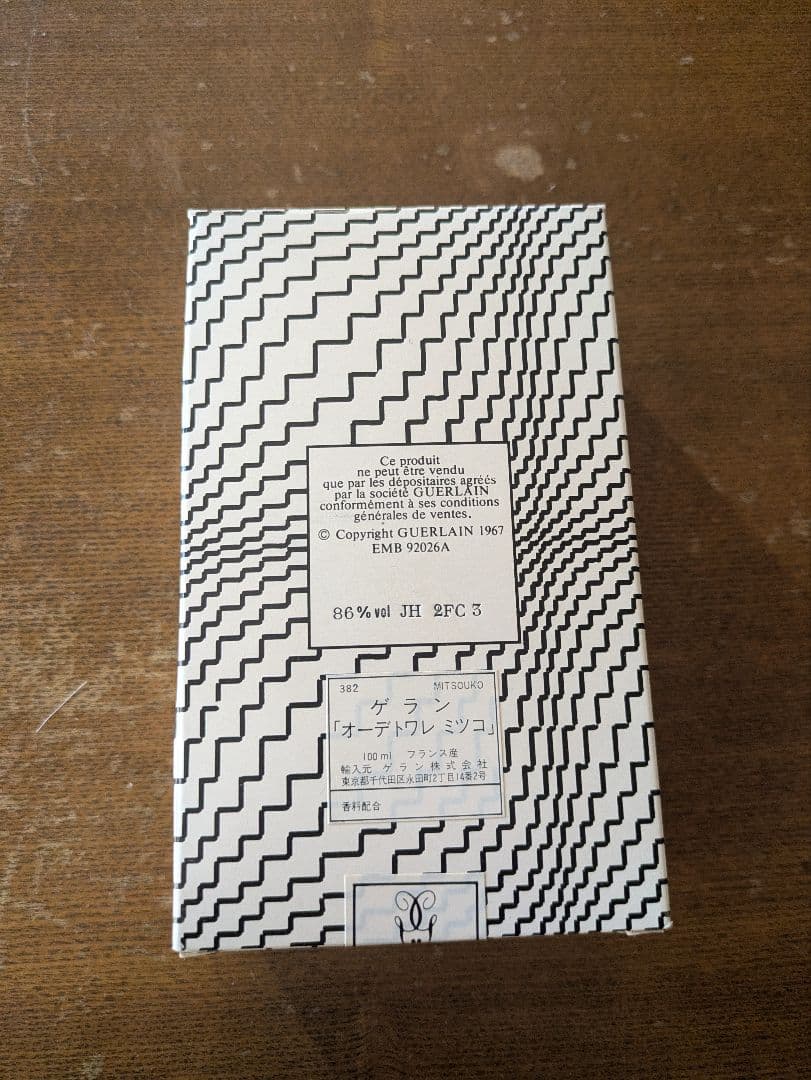 Ce produit
ne peut être vendu
que par les dépositaires agréés
par la société GUERLAIN
conformément à ses conditions
générales de ventes.
© Copyright GUERLAIN 1967
EMB 92026A
86% vol JH 2FC 3
382 MITSOUKO
ゲラン
「オーデトワレ ミツコ」
100ml フランス産
輸入元 ゲラン株式会社
東京都千代田区永田町2丁目14番2号
香料配合